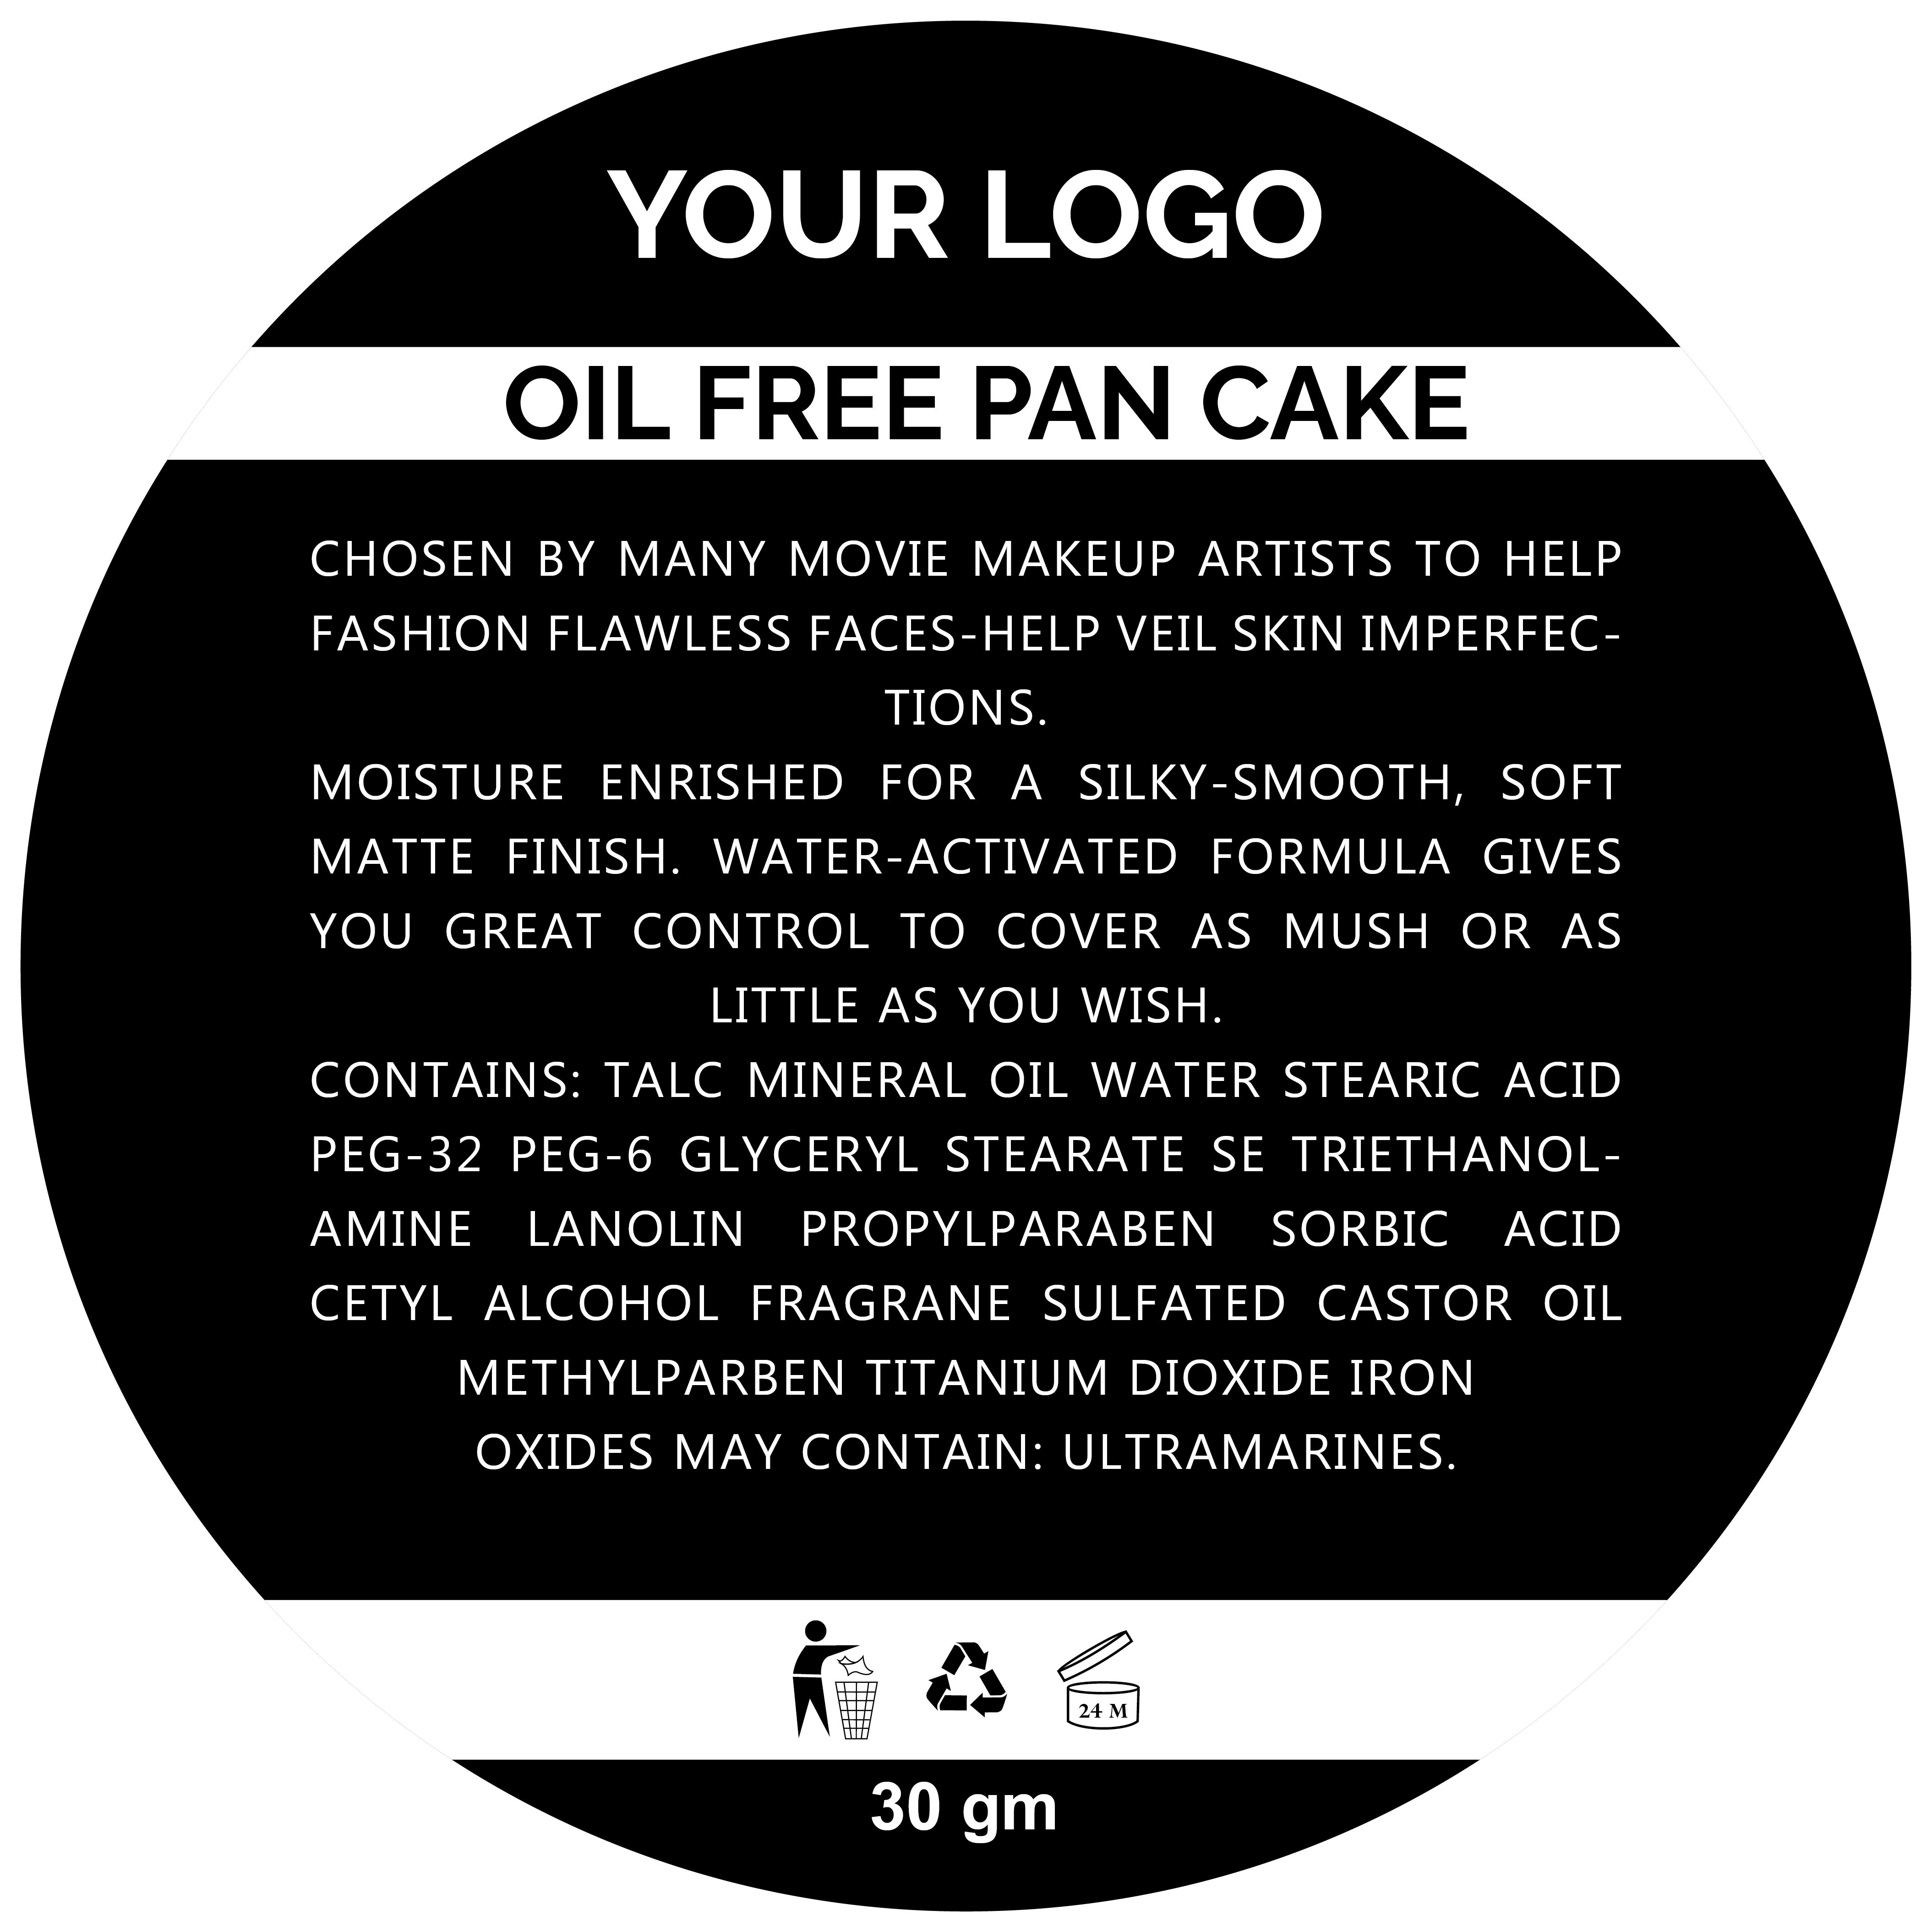 YOUR LOGO
OIL FREE PAN CAKE
CHOSEN BY MANY MOVIE MAKEUP ARTISTS TO HELP
FASHION FLAWLESS FACES-HELP VEIL SKIN IMPERFEC-
TIONS.
MOISTURE ENRISHED FOR A SILKY-SMOOTH, SOFT
MATTE FINISH. WATER-ACTIVATED FORMULA GIVES
YOU GREAT CONTROL TO COVER AS MUSH OR AS
LITTLE AS YOU WISH.
CONTAINS: TALC MINERAL OIL WATER STEARIC ACID
PEG-32 PEG-6 GLYCERYL STEARATE SE TRIETHANOL-
AMINE LANOLIN PROPYLPARABEN SORBIC ACID
CETYL ALCOHOL FRAGRANE SULFATED CASTOR OIL
METHYLPARBEN TITANIUM DIOXIDE IRON
OXIDES MAY CONTAIN: ULTRAMARINES.
24 M
30 gm